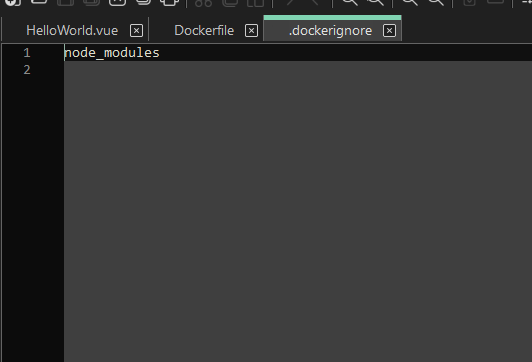 HelloWorld.vue Dockerfile .dockerignore
1 node_modules
2